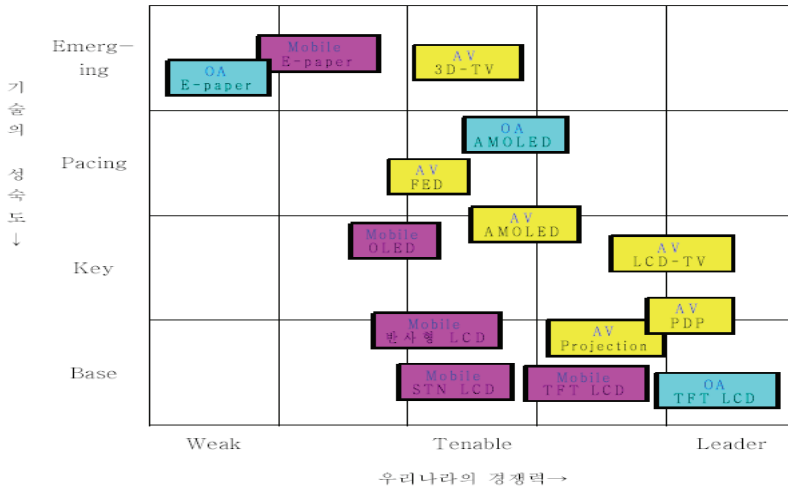 Emerg-
ing
Mobile
E-paper
OA
E-paper
AV
3D-TV
OA
AMOLED
Pacing
AV
FED
AV
AMOLED
Mobile
OLED
AV
LCD-TV
Key
AV
PDP
Mobile
반사형 LCD
AV
Projection
Base
Mobile
STN LCD
Mobile
TFT LCD
OA
TFT LCD
Weak
Tenable
Leader
기술의 성숙도→
우리나라의 경쟁력→